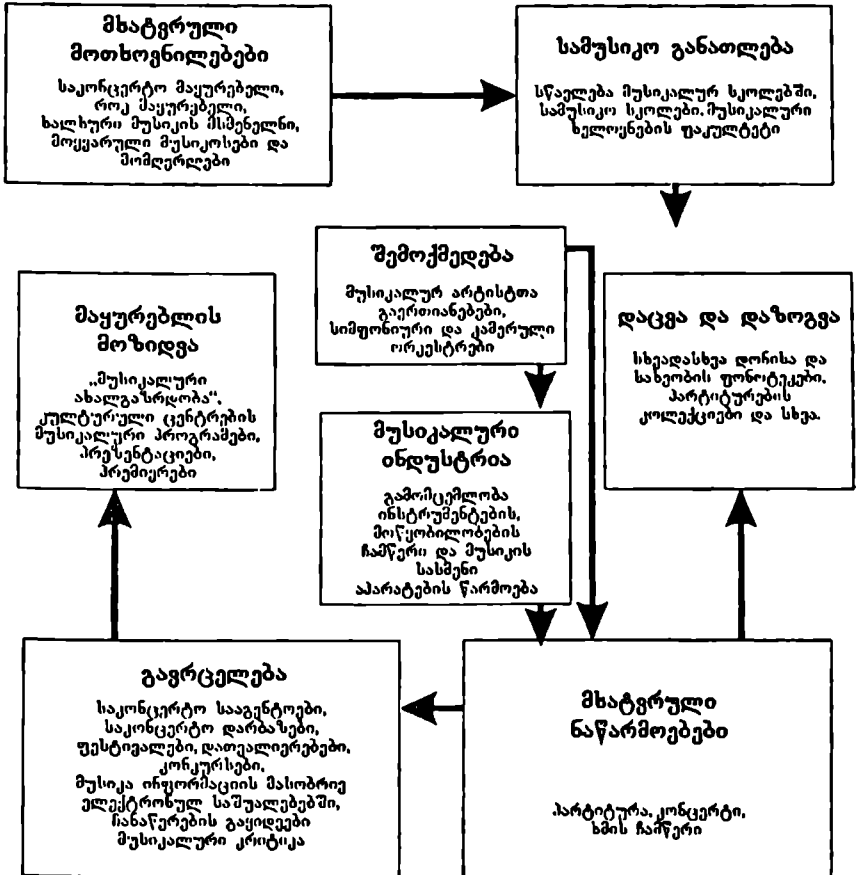 მხატვრული
მოთხოვნილებები
საკონცერტო მაყურებელი,
როკ მაყურებელი,
ხალხური მუსიკის მსმენელნი,
მოყვარული მუსიკოსები და
მომღერლები
სამუსიკო განათლება
სწავლება მუსიკალურ სკოლებში,
სამუსიკო სკოლები, მუსიკალური
ხელოვნების ფაკულტეტი
შემოქმედება
მუსიკალურ არტისტთა
გაერთიანებები,
სიმფონიური და კამერული
ორკესტრები
მაყურებლის
მოზიდვა
„მუსიკალური
ახალგაზრდობა“,
კულტურული ცენტრების
მუსიკალური პროგრამები,
პრეზენტაციები,
პრემიერები
დაცვა და დაზოგვა
სხვადასხვა დონისა და
სახეობის ფონოტეკები,
პარტიტურების
კოლექციები და სხვა.
მუსიკალური
ინდუსტრია
გამომცემლობა
ინსტრუმენტების,
მოწყობილობების
ჩამწერი და მუსიკის
სასმენი
აპარატების წარმოება
გავრცელება
საკონცერტო სააგენტოები,
საკონცერტო დარბაზები,
ფესტივალები, დათვალიერებები,
კონკურსები,
მუსიკა ინფორმაციის მასობრივ
ელექტრონულ საშუალებებში,
ჩანაწერების გაყიდვები
მუსიკალური კრიტიკა
მხატვრული
ნაწარმოებები
პარტიტურა, კონცერტი,
ხმის ჩამწერი